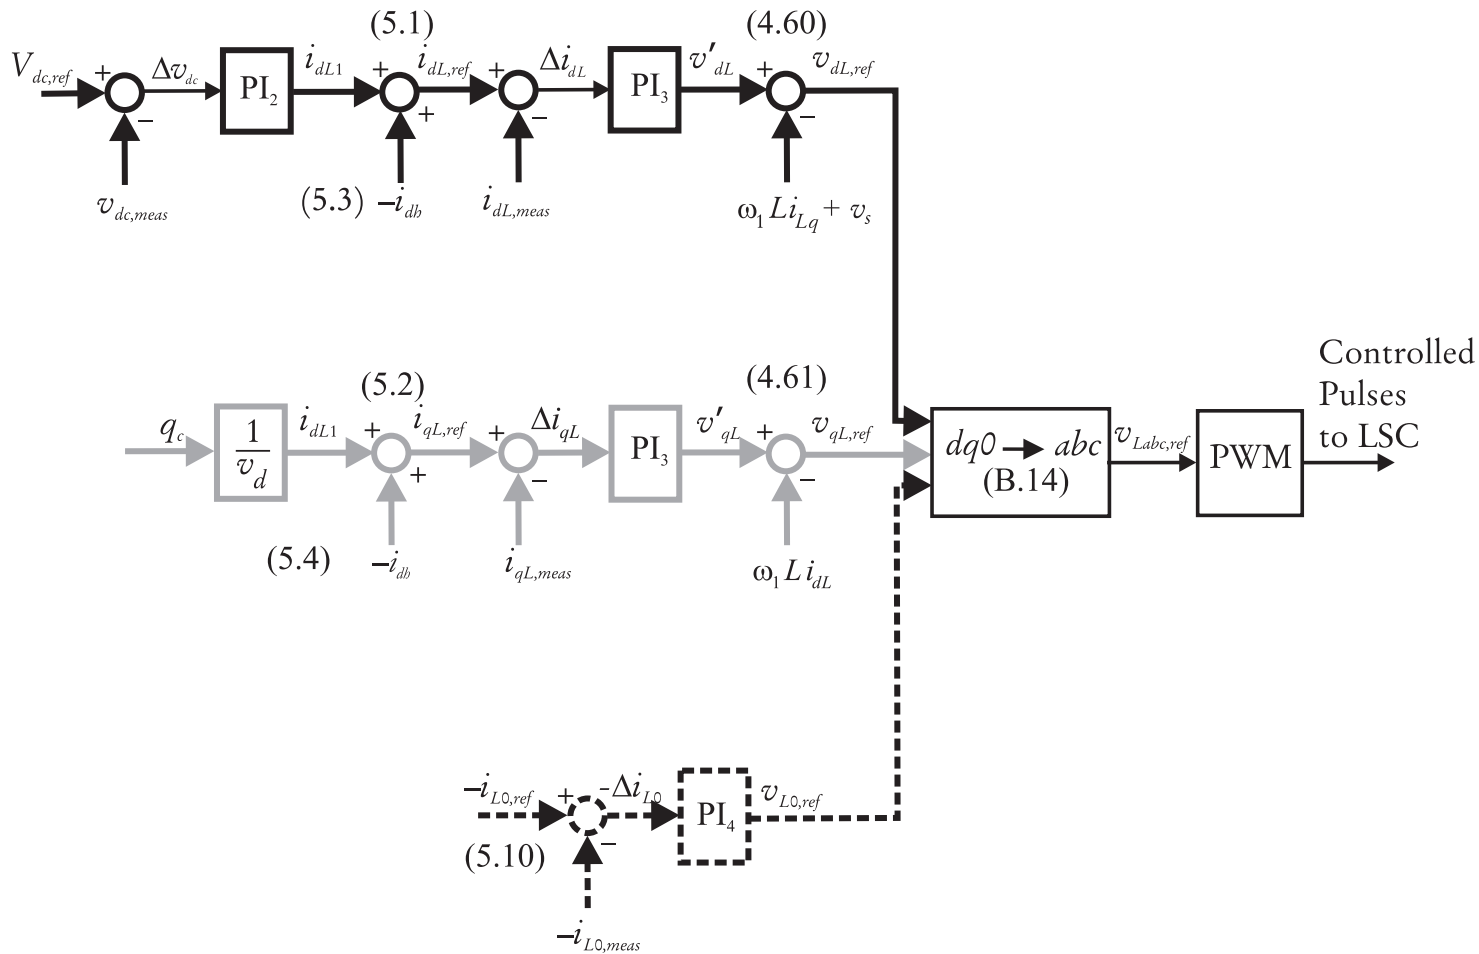 (5.1)
(4.60)
V_dc,ref
+
Δv_dc
PI_2
i_dL1
+
i_dL,ref
+
Δi_dL
PI_3
v'_dL
+
v_dL,ref
−
+
−
−
v_dc,meas
(5.3)
−i_dh
i_dL,meas
ω_1 L i_Lq + v_s
Controlled
Pulses
to LSC
(5.2)
(4.61)
q_c
1
v_d
i_dL1
+
i_qL,ref
+
Δi_qL
PI_3
v'_qL
+
v_qL,ref
+
−
−
dq0 → abc
(B.14)
v_Labc,ref
PWM
(5.4)
−i_dh
i_qL,meas
ω_1 L i_dL
−i_L0,ref
+
-Δi_L0
PI_4
v_L0,ref
(5.10)
−
−i_L0,meas